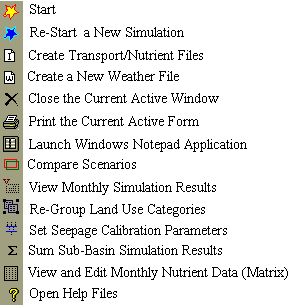 Start
Re-Start a New Simulation
Create Transport/Nutrient Files
Create a New Weather File
Close the Current Active Window
Print the Current Active Form
Launch Windows Notepad Application
Compare Scenarios
View Monthly Simulation Results
Re-Group Land Use Categories
Set Seepage Calibration Parameters
Σ Sum Sub-Basin Simulation Results
View and Edit Monthly Nutrient Data (Matrix)
? Open Help Files